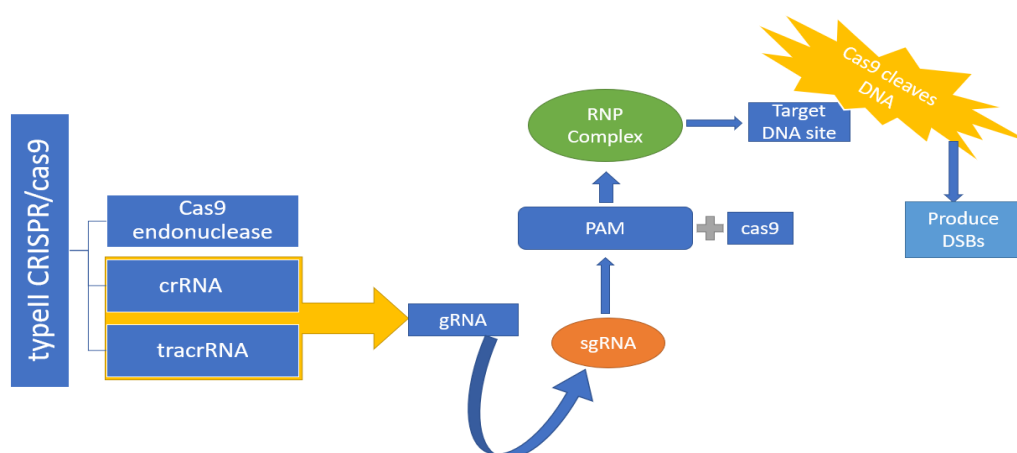 typeII CRISPR/cas9
Cas9
endonuclease
crRNA
tracrRNA
gRNA
sgRNA
PAM
cas9
RNP
Complex
Target
DNA site
Cas9 cleaves
DNA
Produce
DSBs